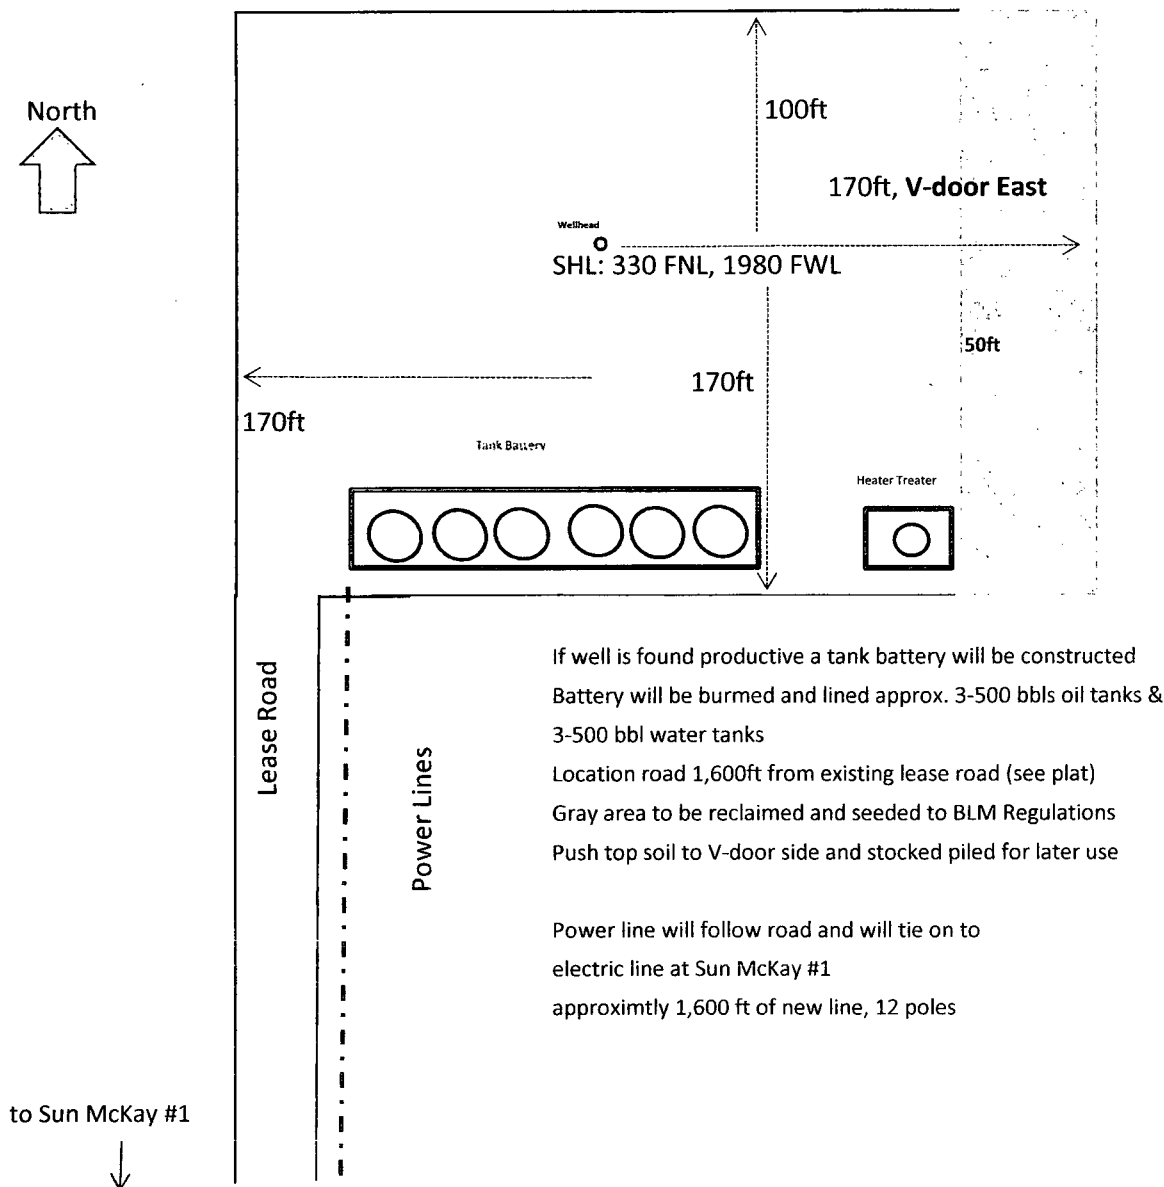 North
100ft
170ft, V-door East
Wellhead
SHL: 330 FNL, 1980 FWL
50ft
170ft
170ft
Tank Battery
Heater Treater
Lease Road
Power Lines
If well is found productive a tank battery will be constructed
Battery will be burmed and lined approx. 3-500 bbls oil tanks &
3-500 bbl water tanks
Location road 1,600ft from existing lease road (see plat)
Gray area to be reclaimed and seeded to BLM Regulations
Push top soil to V-door side and stocked piled for later use
Power line will follow road and will tie on to
electric line at Sun McKay #1
approximtly 1,600 ft of new line, 12 poles
to Sun McKay #1